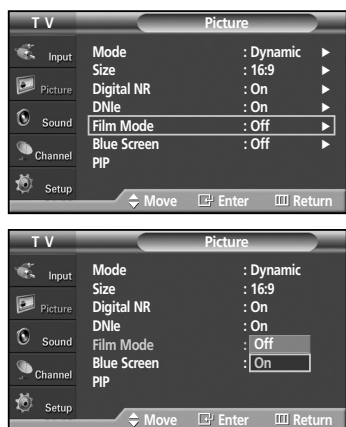 T V Picture
Input Mode : Dynamic
Size : 16:9
Picture Digital NR : On
DNIe : On
Sound Film Mode : Off
Blue Screen : Off
Channel PIP
Setup
Move Enter Return
T V Picture
Input Mode : Dynamic
Size : 16:9
Picture Digital NR : On
DNIe : On
Sound Film Mode : Off
Blue Screen : On
Channel PIP
Setup
Move Enter Return